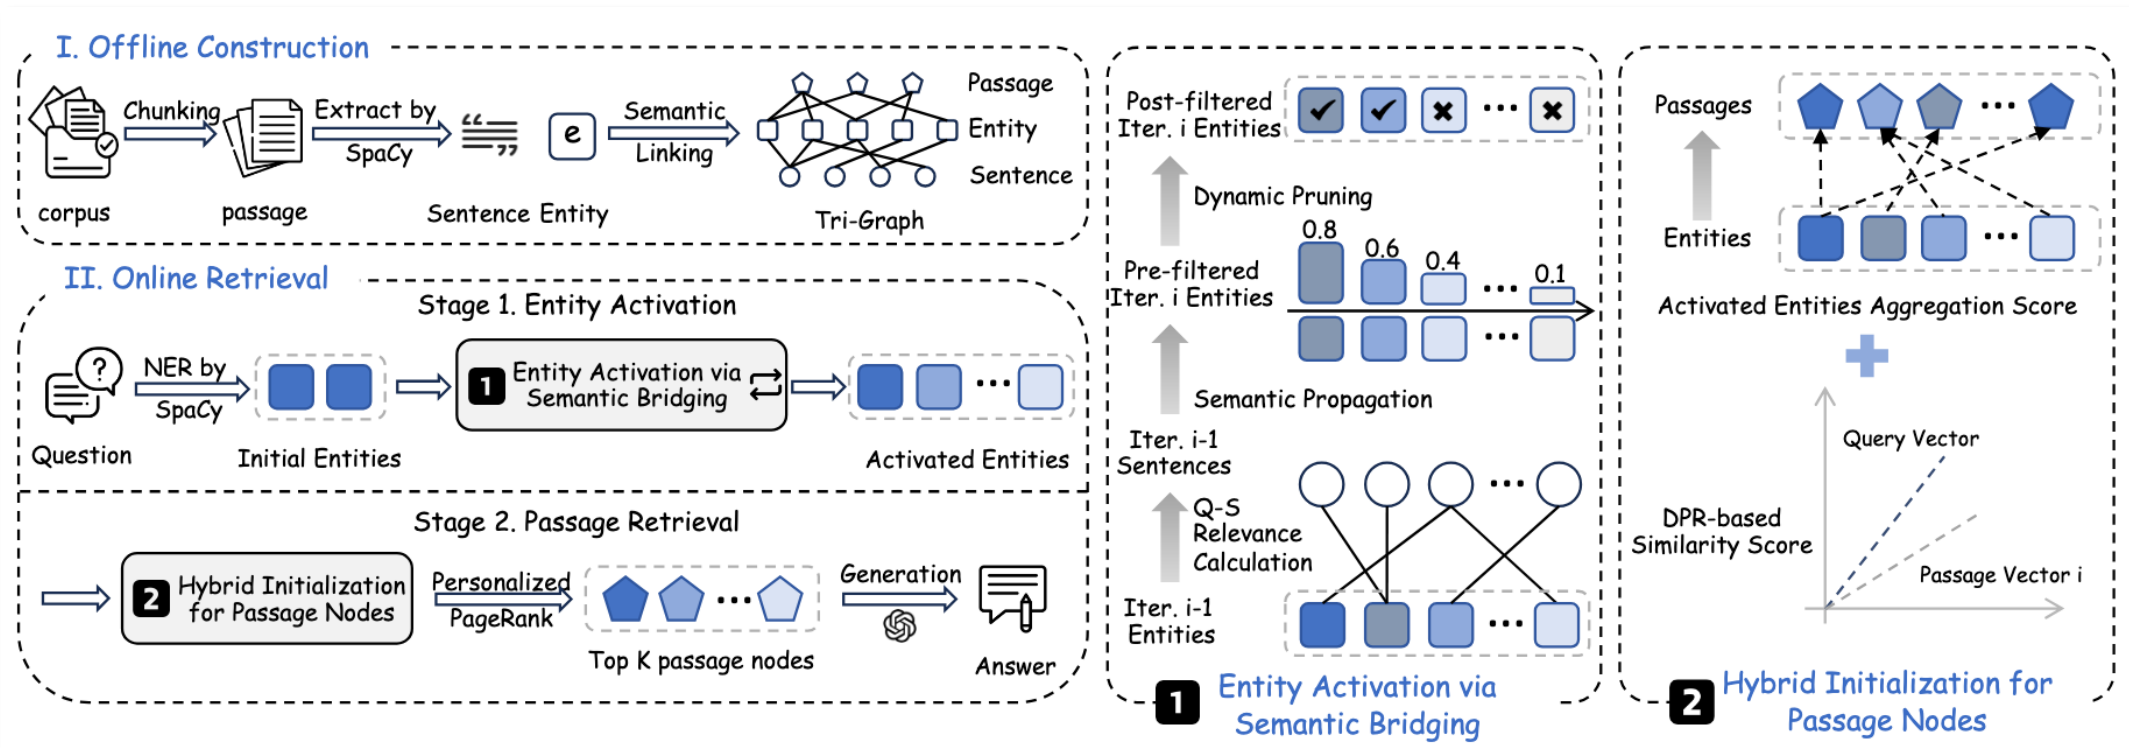 I. Offline Construction
Chunking
Extract by
SpaCy
e
Semantic
Linking
Passage
Entity
Sentence
corpus
passage
Sentence Entity
Tri-Graph
II. Online Retrieval
Stage 1. Entity Activation
?
NER by
SpaCy
1
Entity Activation via
Semantic Bridging
...
Question
Initial Entities
Activated Entities
Stage 2. Passage Retrieval
2
Hybrid Initialization
for Passage Nodes
Personalized
PageRank
...
Generation
Top K passage nodes
Answer
Post-filtered
Iter. i Entities
...
Dynamic Pruning
Pre-filtered
Iter. i Entities
0.8
0.6
0.4
...
0.1
...
Semantic Propagation
Iter. i-1
Sentences
...
Q-S
Relevance
Calculation
Iter. i-1
Entities
...
1
Entity Activation via
Semantic Bridging
Passages
...
Entities
...
Activated Entities Aggregation Score
Query Vector
DPR-based
Similarity Score
Passage Vector i
2
Hybrid Initialization for
Passage Nodes